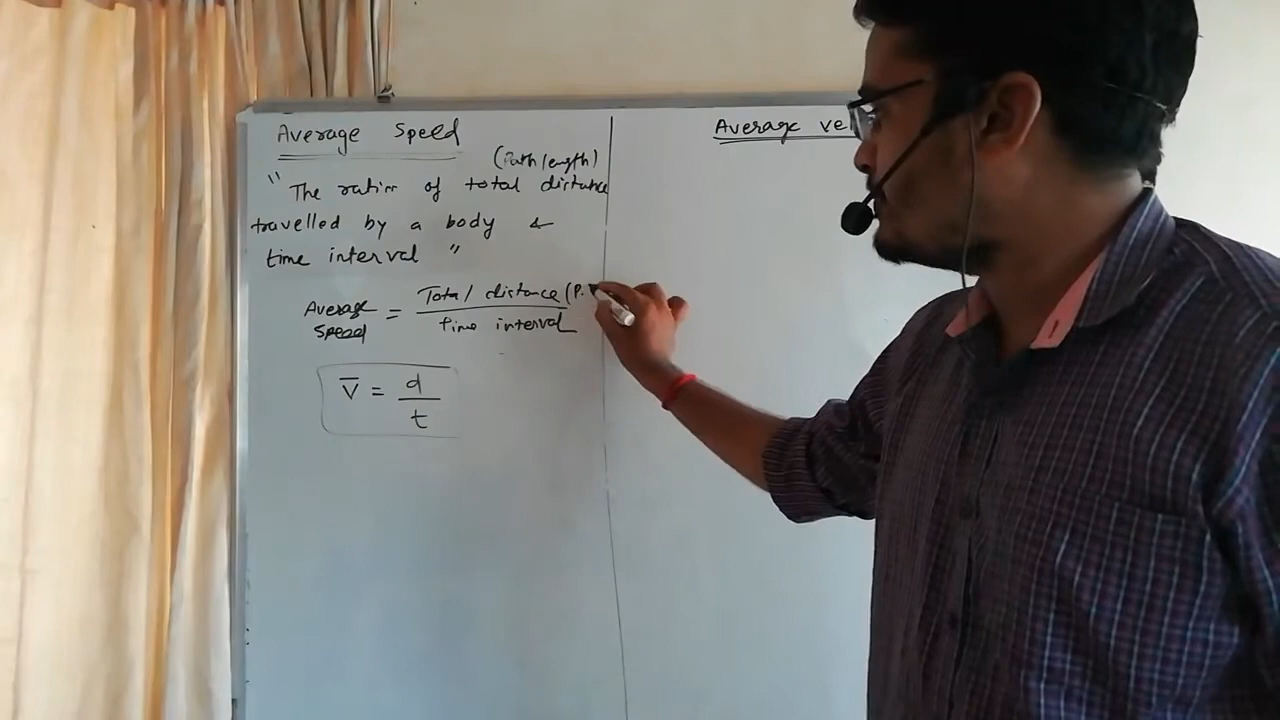 Average Speed
(Path length)
"The ratio of total distance
travelled by a body &
time interval"
Average Speed = Total distance (P.
time interval
V̅ = d
t
Average vel